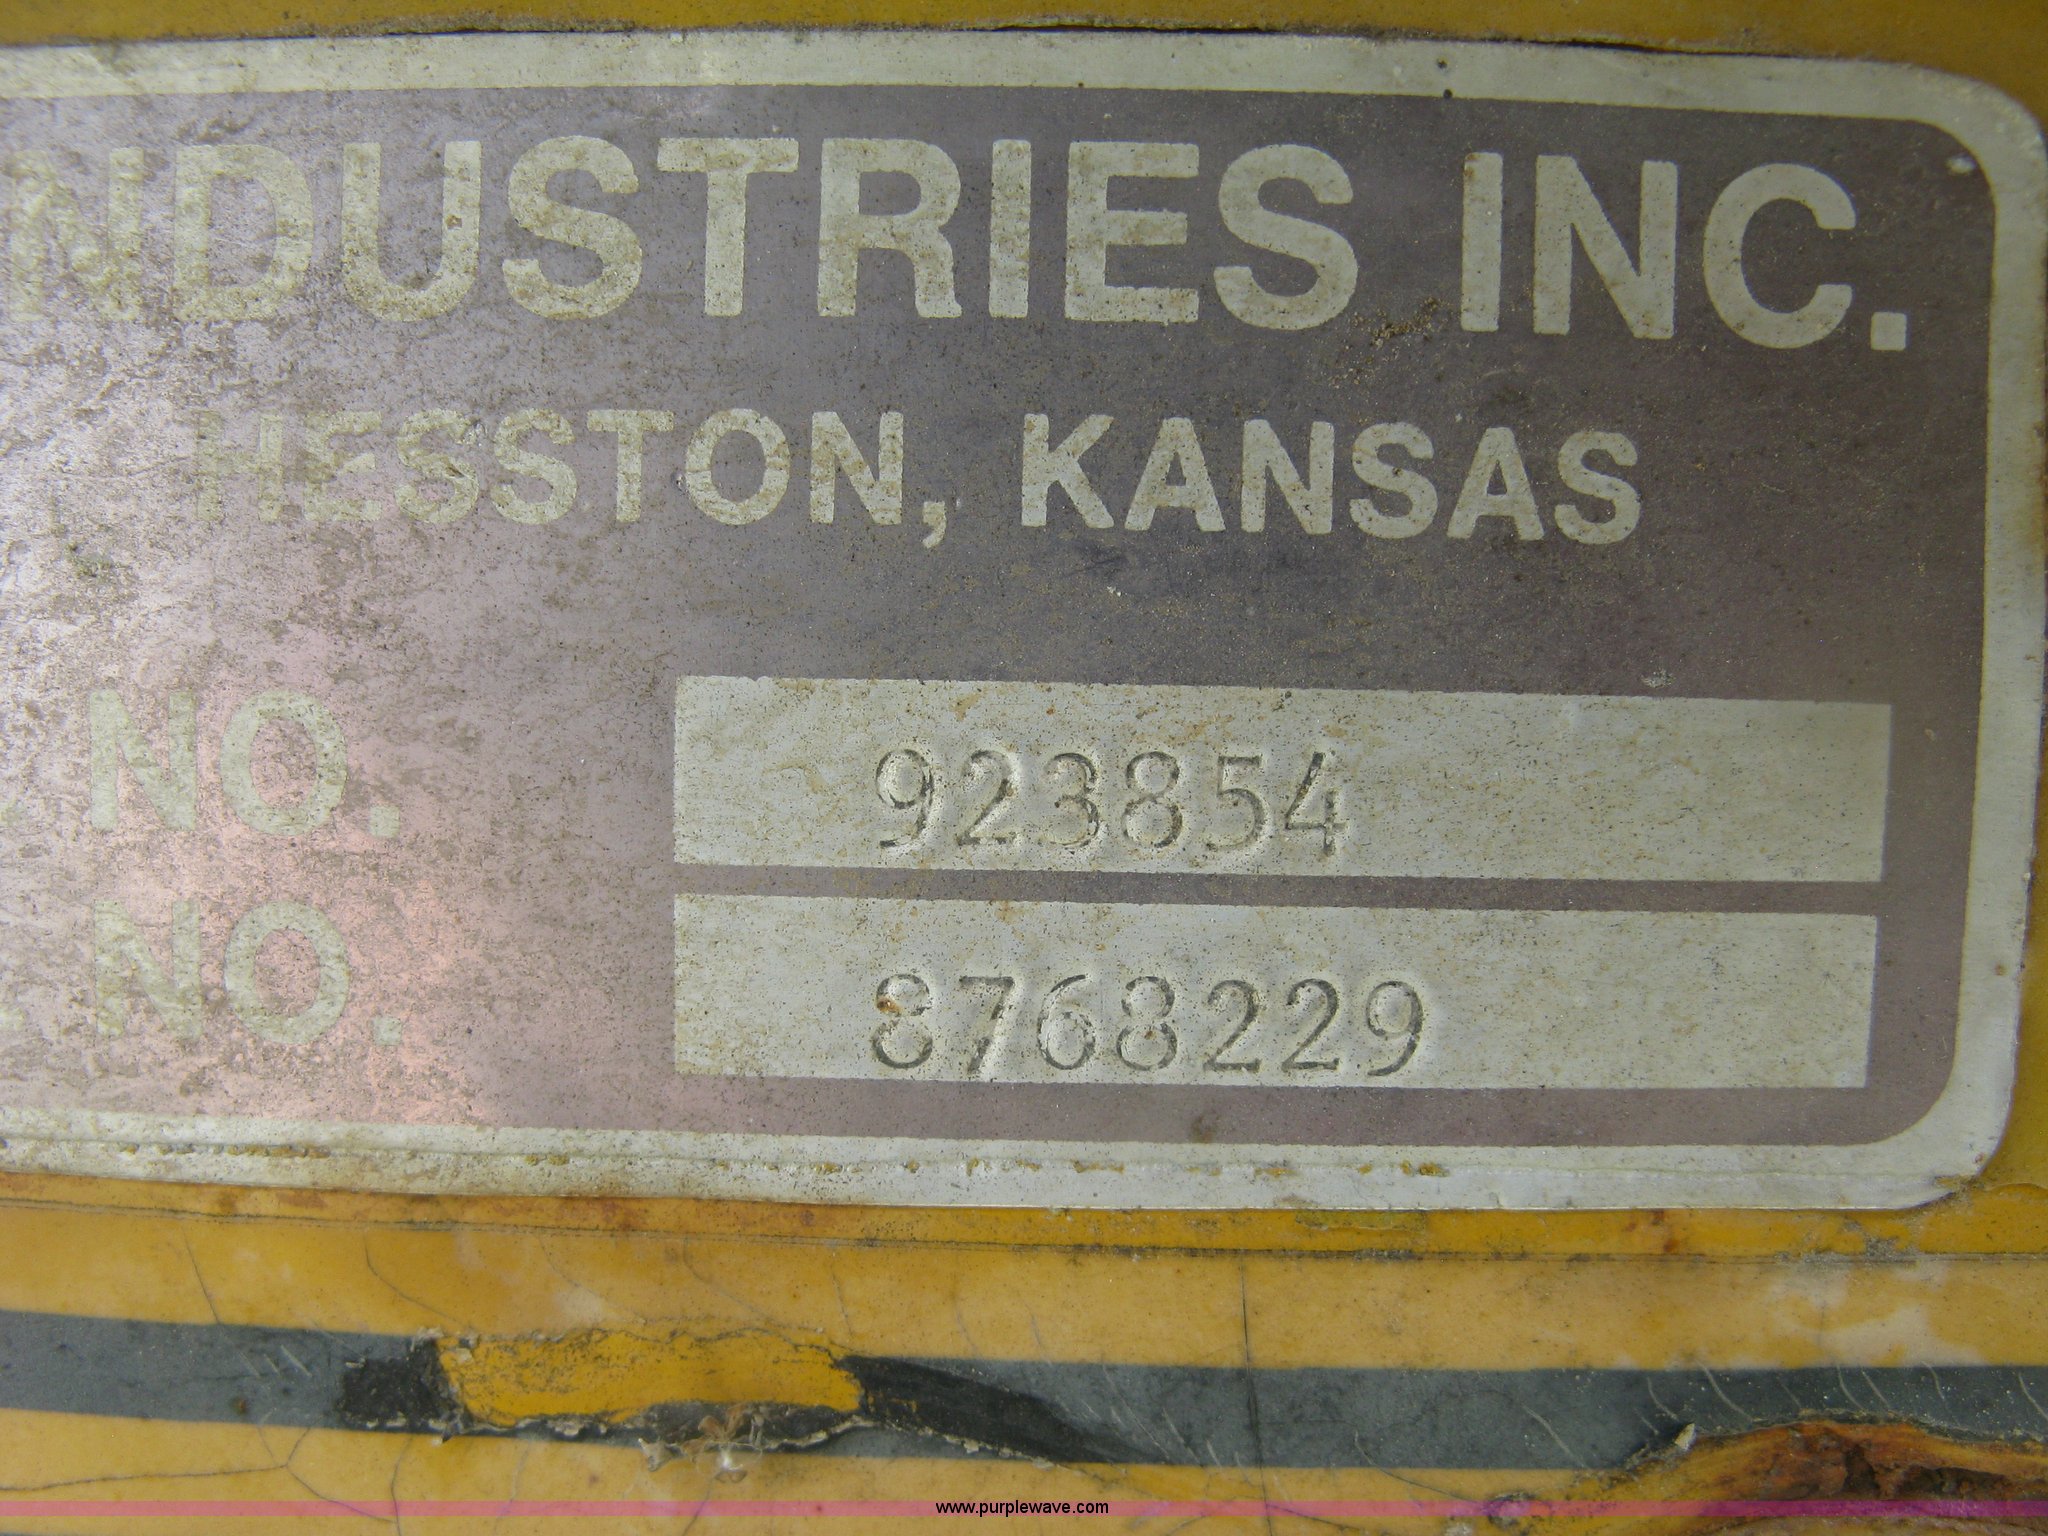 NDUSTRIES INC.
HESSTON, KANSAS
NO. 923854
NO. 8768229
www.purplewave.com